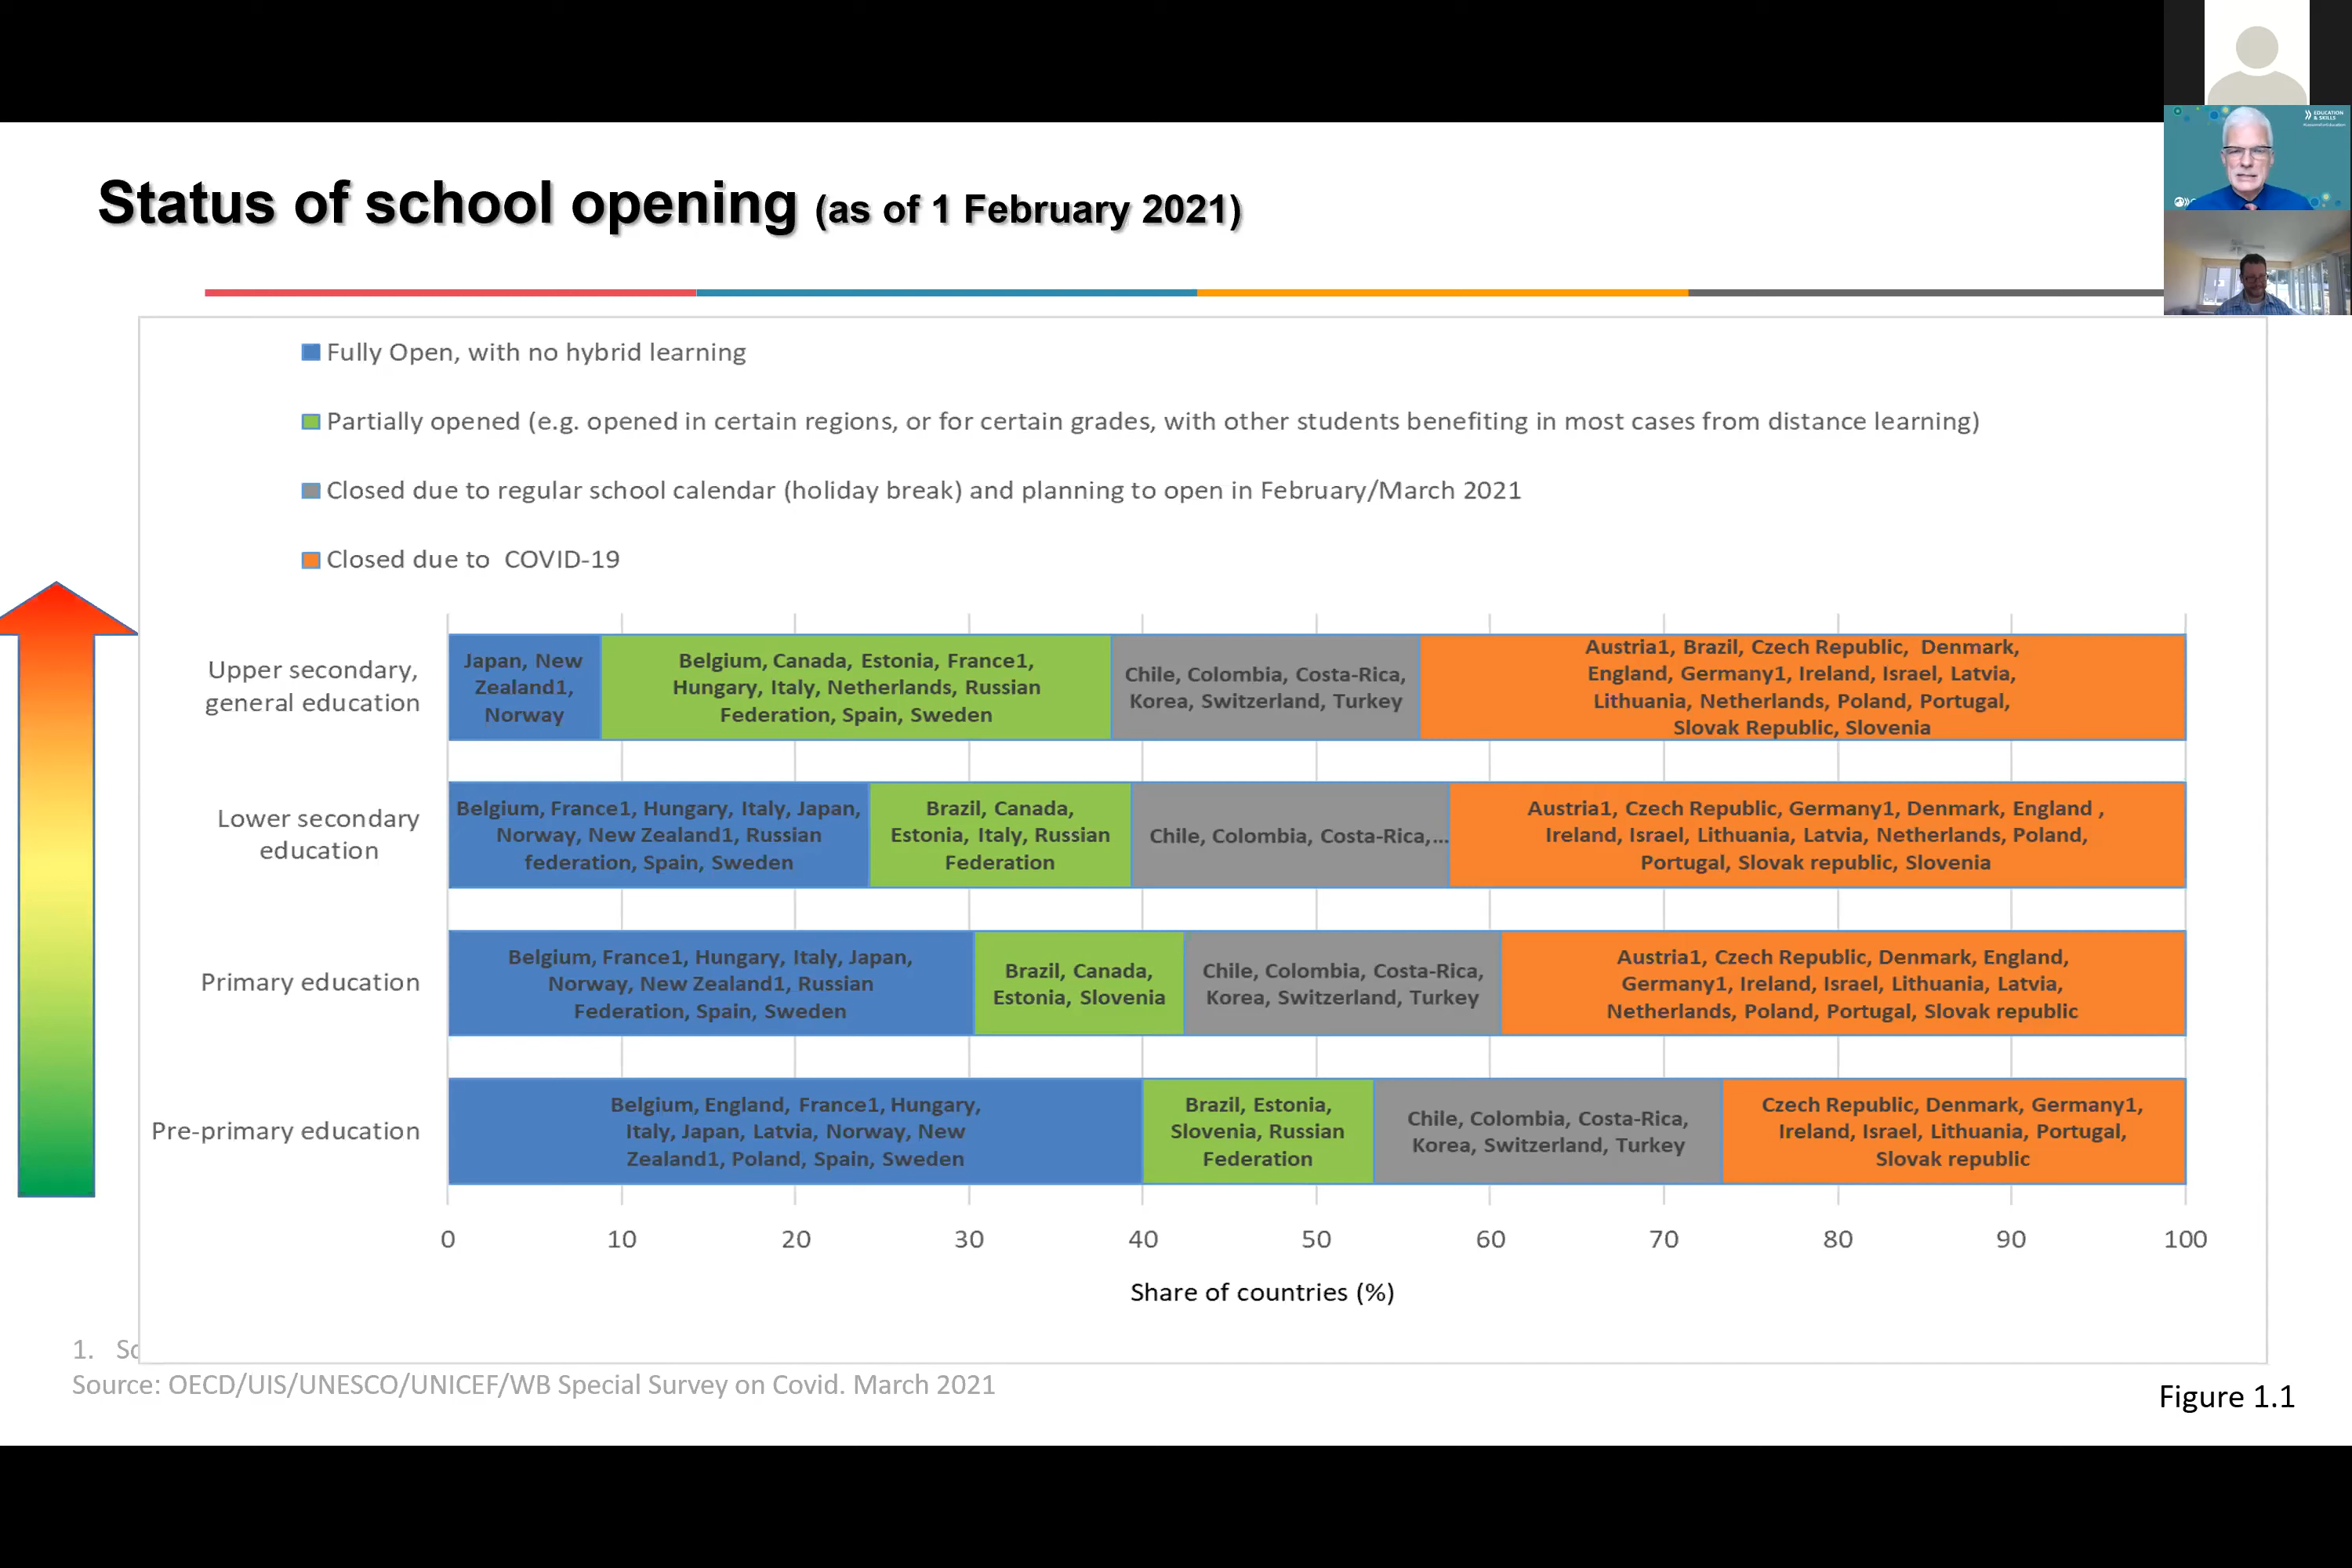 EDUCATION
& SKILLS
Status of school opening (as of 1 February 2021)
Fully Open, with no hybrid learning
Partially opened (e.g. opened in certain regions, or for certain grades, with other students benefiting in most cases from distance learning)
Closed due to regular school calendar (holiday break) and planning to open in February/March 2021
Closed due to COVID-19
Upper secondary,
general education
Japan, New
Zealand1,
Norway
Belgium, Canada, Estonia, France1,
Hungary, Italy, Netherlands, Russian
Federation, Spain, Sweden
Chile, Colombia, Costa-Rica,
Korea, Switzerland, Turkey
Austria1, Brazil, Czech Republic, Denmark,
England, Germany1, Ireland, Israel, Latvia,
Lithuania, Netherlands, Poland, Portugal,
Slovak Republic, Slovenia
Lower secondary
education
Belgium, France1, Hungary, Italy, Japan,
Norway, New Zealand1, Russian
federation, Spain, Sweden
Brazil, Canada,
Estonia, Italy, Russian
Federation
Chile, Colombia, Costa-Rica,...
Austria1, Czech Republic, Germany1, Denmark, England ,
Ireland, Israel, Lithuania, Latvia, Netherlands, Poland,
Portugal, Slovak republic, Slovenia
Primary education
Belgium, France1, Hungary, Italy, Japan,
Norway, New Zealand1, Russian
Federation, Spain, Sweden
Brazil, Canada,
Estonia, Slovenia
Chile, Colombia, Costa-Rica,
Korea, Switzerland, Turkey
Austria1, Czech Republic, Denmark, England,
Germany1, Ireland, Israel, Lithuania, Latvia,
Netherlands, Poland, Portugal, Slovak republic
Pre-primary education
Belgium, England, France1, Hungary,
Italy, Japan, Latvia, Norway, New
Zealand1, Poland, Spain, Sweden
Brazil, Estonia,
Slovenia, Russian
Federation
Chile, Colombia, Costa-Rica,
Korea, Switzerland, Turkey
Czech Republic, Denmark, Germany1,
Ireland, Israel, Lithuania, Portugal,
Slovak republic
0 10 20 30 40 50 60 70 80 90 100
Share of countries (%)
1.
Source: OECD/UIS/UNESCO/UNICEF/WB Special Survey on Covid. March 2021
Figure 1.1